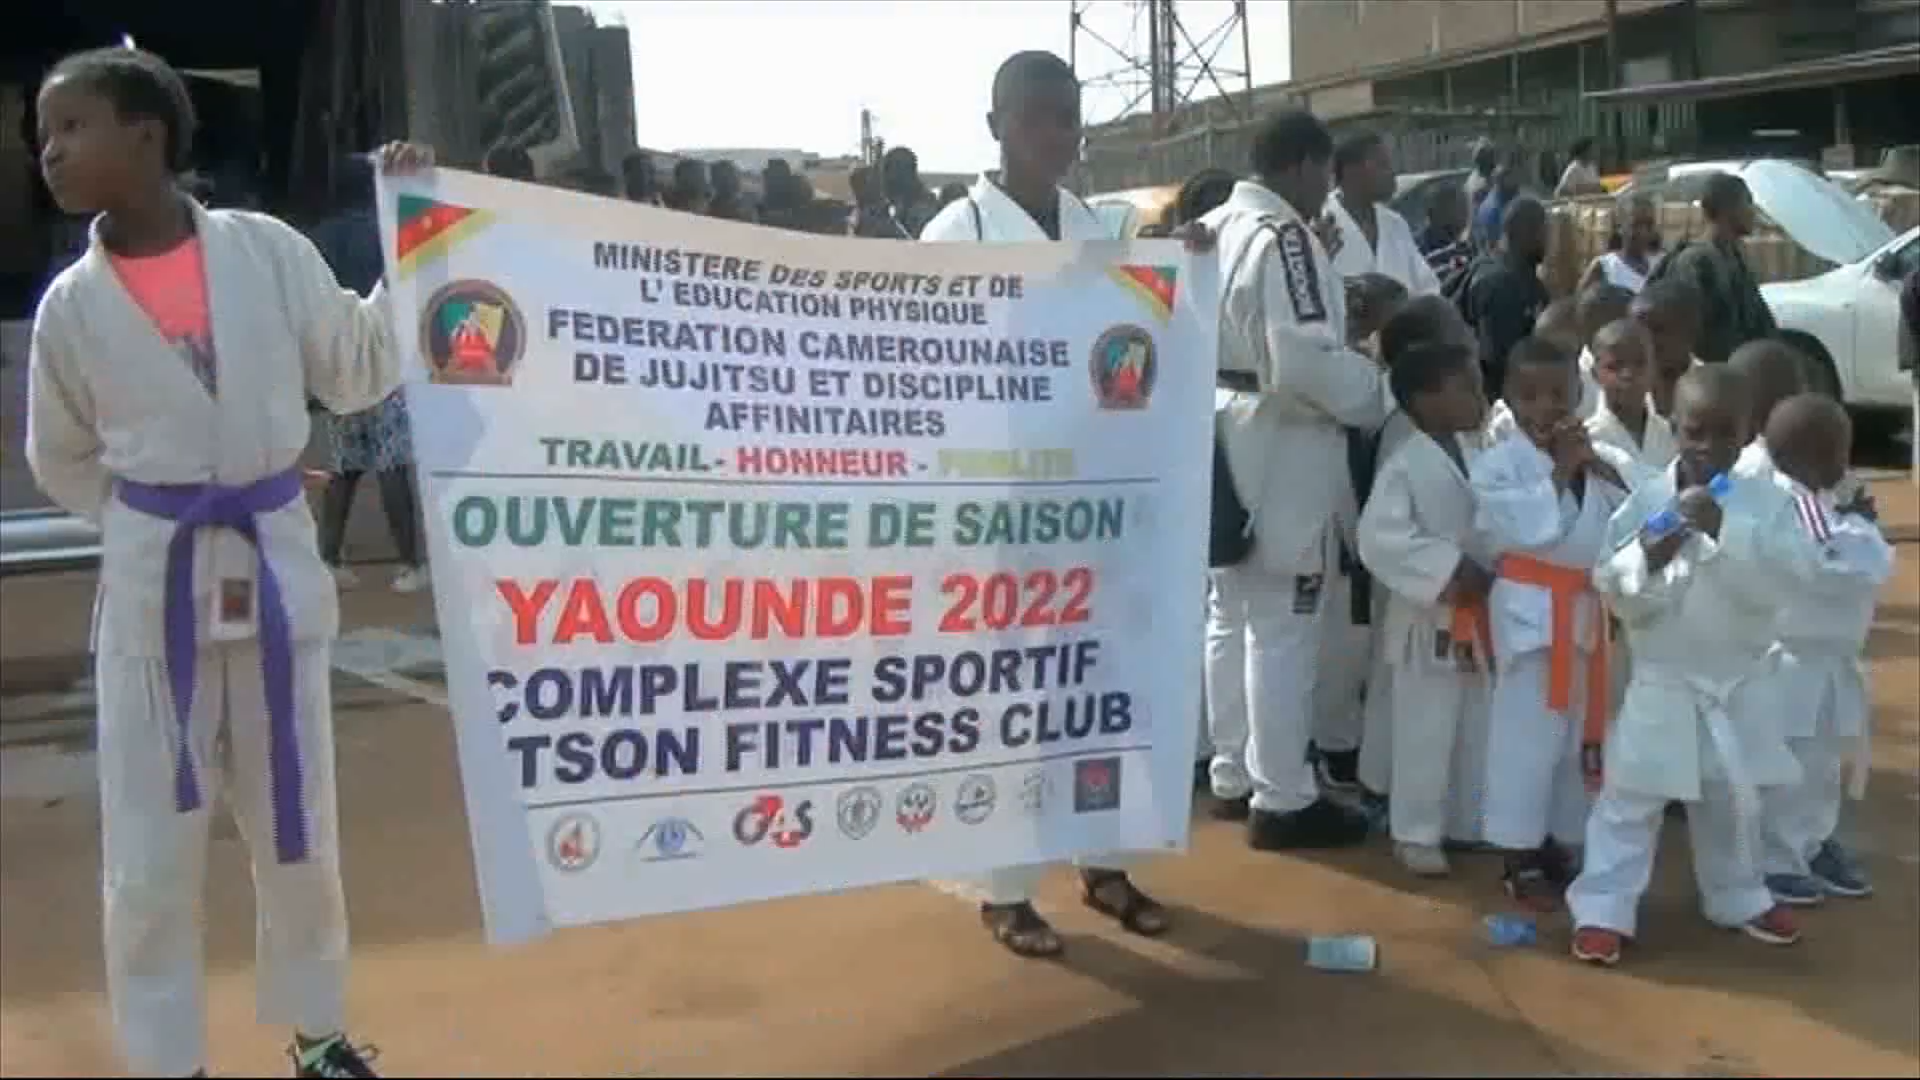 MINISTERE DES SPORTS ET DE
L' EDUCATION PHYSIQUE
FEDERATION CAMEROUNAISE
DE JUJITSU ET DISCIPLINE
AFFINITAIRES
TRAVAIL- HONNEUR -
OUVERTURE DE SAISON
YAOUNDE 2022
COMPLEXE SPORTIF
TSON FITNESS CLUB
G4S